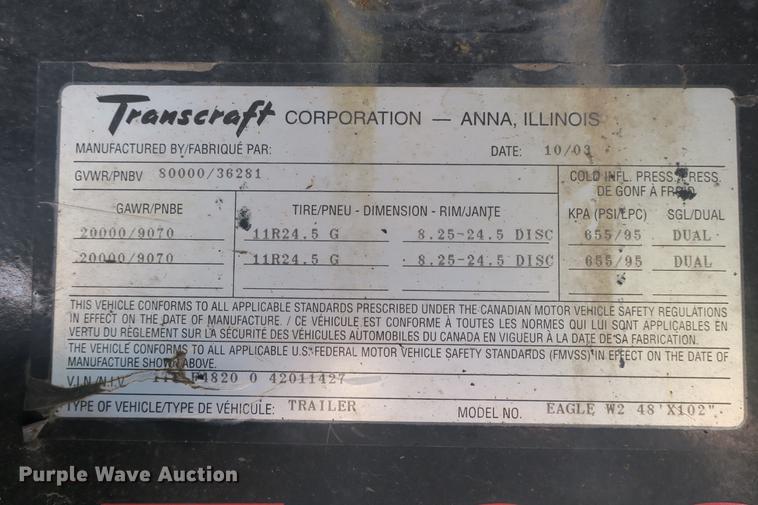 Transcraft CORPORATION — ANNA, ILLINOIS
MANUFACTURED BY/FABRIQUÉ PAR: DATE: 10/03
GVWR/PNBV 80000/36281 COLD INFL. PRESS./PRESS.
DE GONF À FROID
GAWR/PNBE TIRE/PNEU - DIMENSION - RIM/JANTE KPA (PSI/LPC) SGL/DUAL
20000/9070 11R24.5 G 8.25-24.5 DISC 655/95 DUAL
20000/9070 11R24.5 G 8.25-24.5 DISC 655/95 DUAL
THIS VEHICLE CONFORMS TO ALL APPLICABLE STANDARDS PRESCRIBED UNDER THE CANADIAN MOTOR VEHICLE SAFETY REGULATIONS
IN EFFECT ON THE DATE OF MANUFACTURE. / CE VÉHICULE EST CONFORME À TOUTES LES NORMES QUI LUI SONT APPLICABLES EN
VERTU DU RÈGLEMENT SUR LA SÉCURITÉ DES VÉHICULES AUTOMOBILES DU CANADA EN VIGUEUR À LA DATE DE SA FABRICATION.
THE VEHICLE CONFORMS TO ALL APPLICABLE U.S. FEDERAL MOTOR VEHICLE SAFETY STANDARDS (FMVSS) IN EFFECT ON THE DATE OF
MANUFACTURE SHOWN ABOVE.
V.I.N./N.I.V. 0 42011427
TYPE OF VEHICLE/TYPE DE VÉHICULE: TRAILER MODEL NO. EAGLE W2 48'X102"
Purple Wave Auction